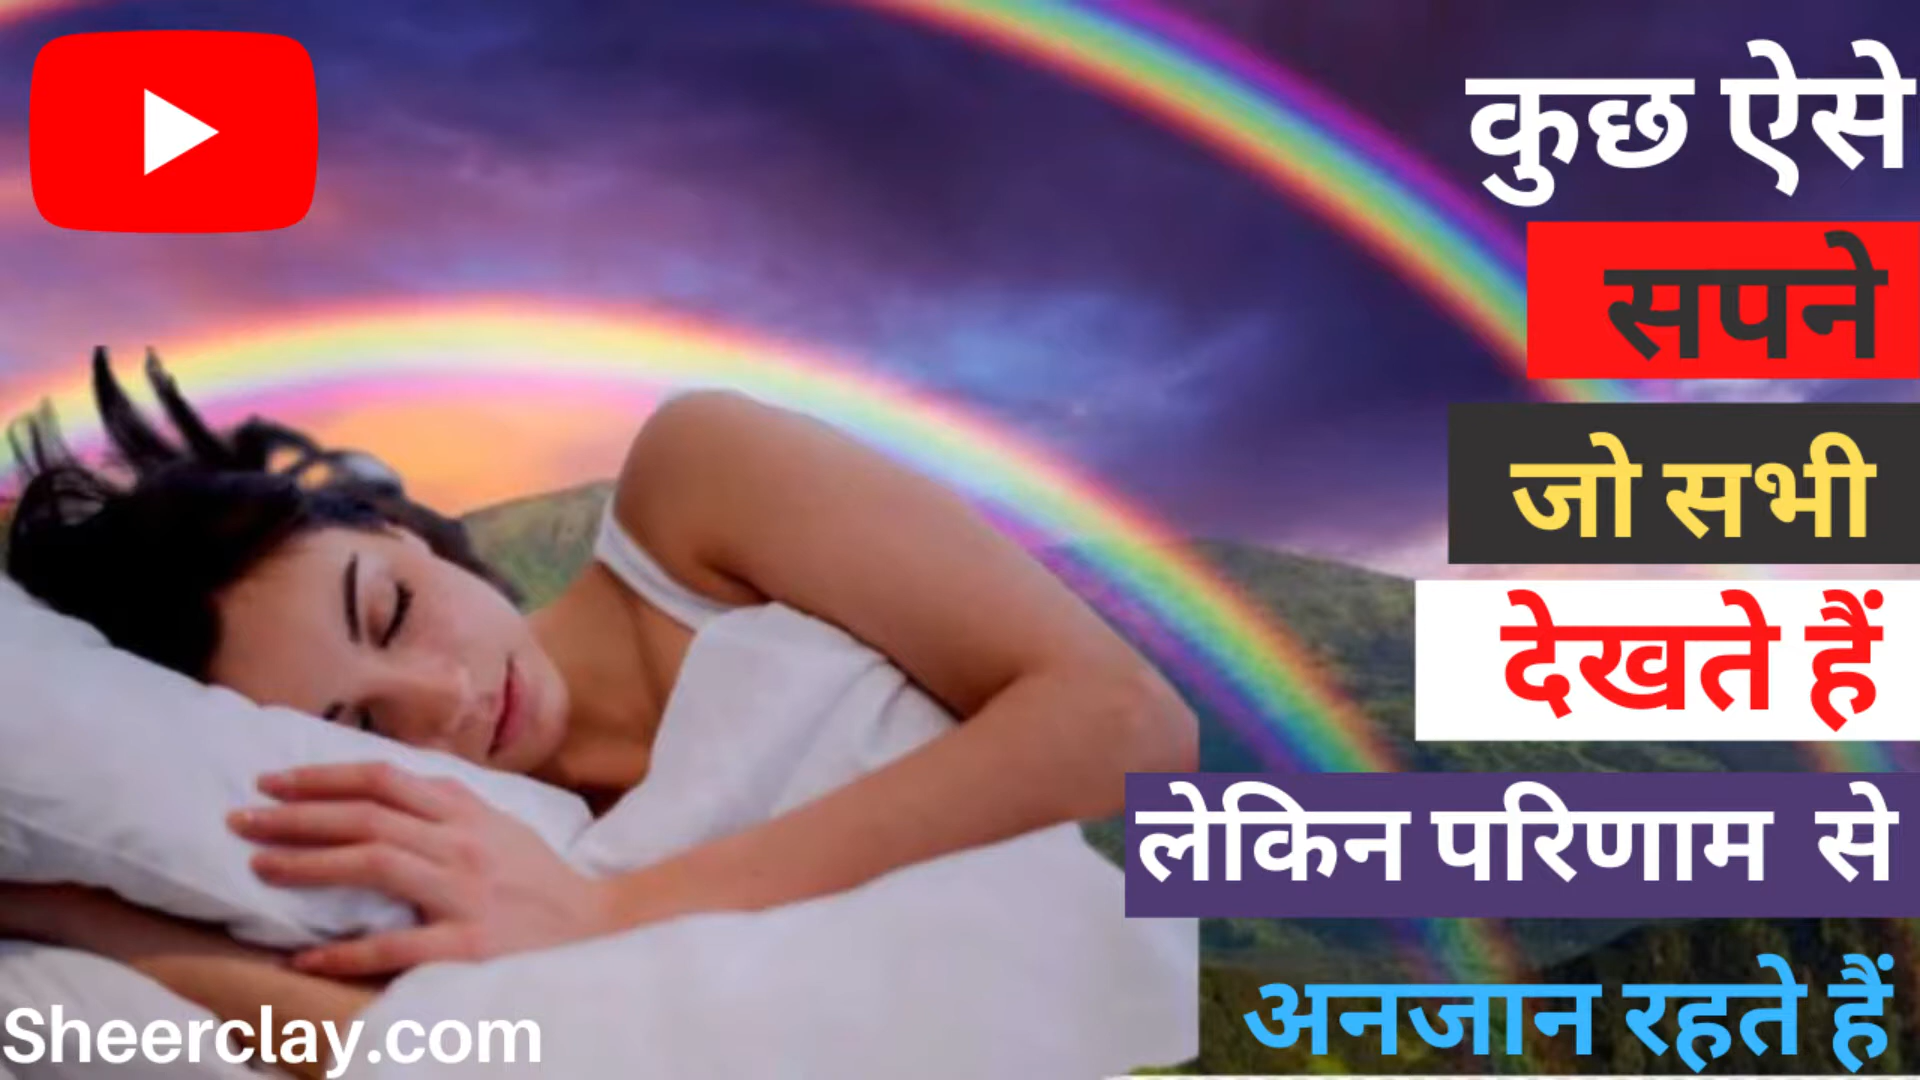 कुछ ऐसे
सपने
जो सभी
देखते हैं
लेकिन परिणाम से
अनजान रहते हैं
Sheerclay.com